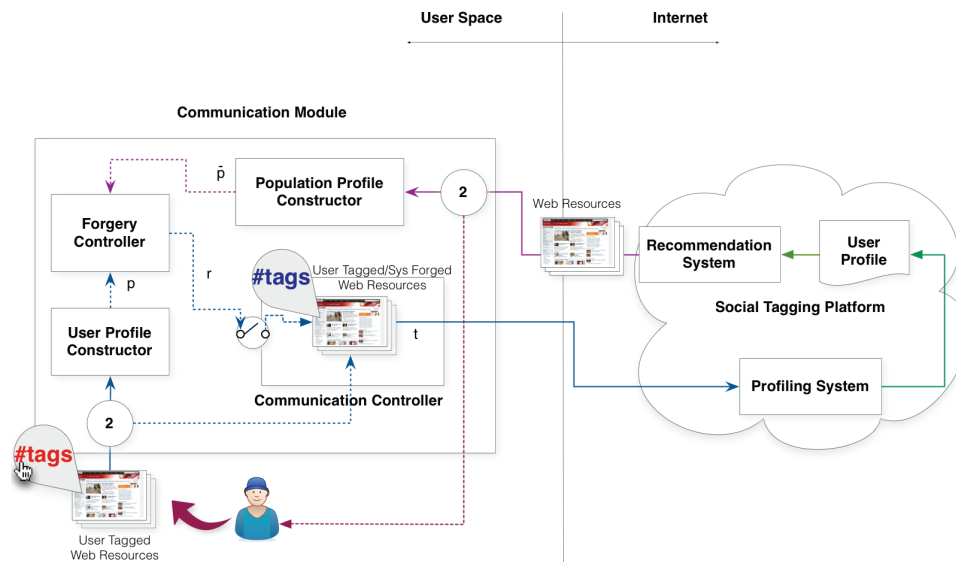 User Space
Internet
Communication Module
p̄
Population Profile
Constructor
2
Web Resources
Forgery
Controller
Recommendation
System
User
Profile
#tags
User Tagged/Sys Forged
Web Resources
p
r
Social Tagging Platform
User Profile
Constructor
t
Communication Controller
Profiling System
2
#tags
User Tagged
Web Resources